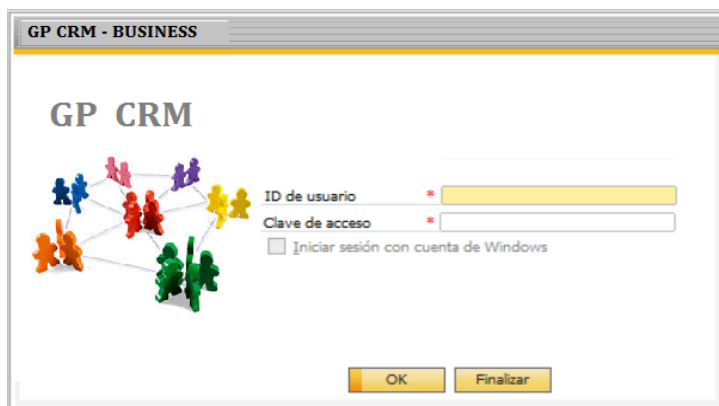 GP CRM - BUSINESS
GP CRM
ID de usuario *
Clave de acceso *
Iniciar sesión con cuenta de Windows
OK Finalizar